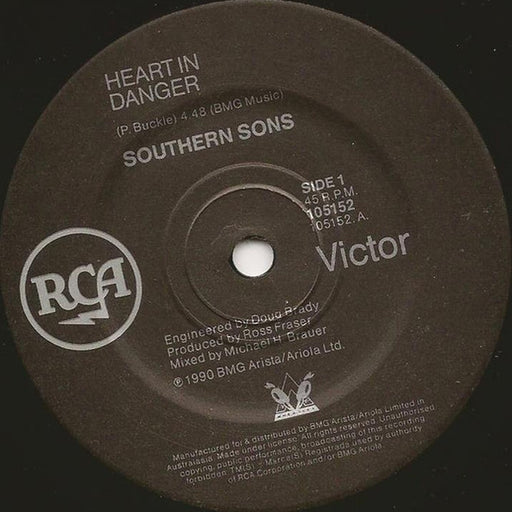 HEART IN
DANGER
(P. Buckle) 4 48 (BMG Music)
SOUTHERN SONS
SIDE 1
45 R.P.M.
105152
105152. A.
Victor
RCA
Engineered by Doug Brady
Produced by Ross Fraser
Mixed by Michael H. Brauer
℗ 1990 BMG Arista/Ariola Ltd.
Manufactured for & distributed by BMG Arista/Ariola Limited in
Australasia. Made under license. All rights reserved. Unauthorised
copying, public performance, broadcasting of this recording
forbidden. TM(S) - Marca(S) Registrada used by authority
of RCA Corporation and/or BMG Ariola.